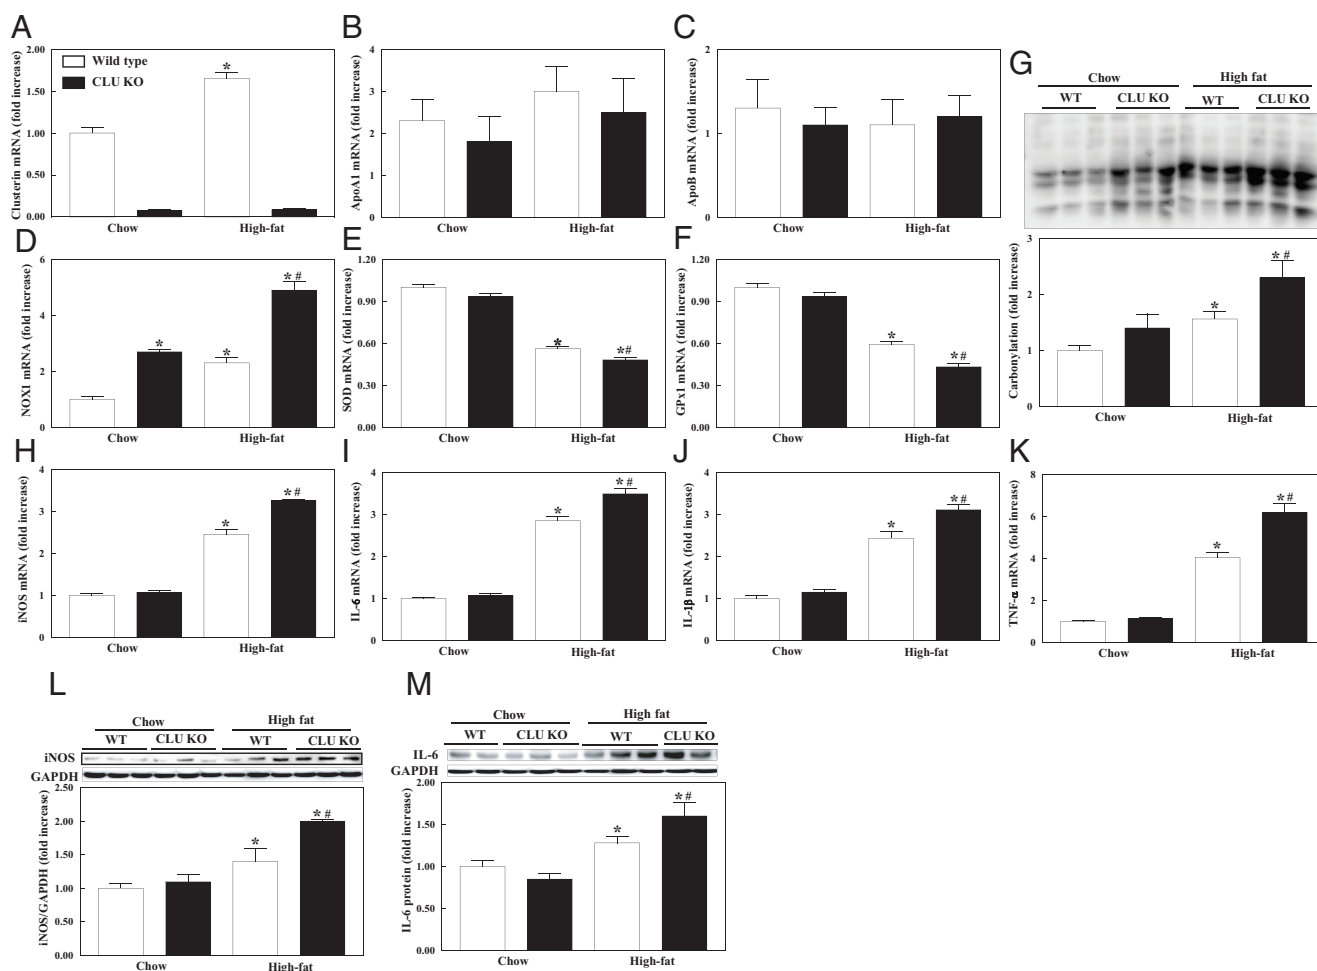 A
Clusterin mRNA (fold increase)
2.00
1.50
1.00
0.50
0.00
Wild type
CLU KO
*
Chow
High-fat
B
ApoA1 mRNA (fold increase)
4
3
2
1
0
Chow
High-fat
C
ApoB mRNA (fold increase)
2
1
0
Chow
High-fat
G
Chow
High fat
WT
CLU KO
WT
CLU KO
Carbonylation (fold increase)
3
2
1
0
*
* #
Chow
High-fat
D
NOX1 mRNA (fold increase)
6
4
2
0
*
*
* #
Chow
High-fat
E
SOD mRNA (fold increase)
1.20
0.90
0.60
0.30
0.00
*
*#
Chow
High-fat
F
GPx1 mRNA (fold increase)
1.20
0.90
0.60
0.30
0.00
*
*#
Chow
High-fat
H
iNOS mRNA (fold increase)
4
3
2
1
0
*
* #
Chow
High-fat
I
IL-6 mRNA (fold increase)
4
3
2
1
0
*
* #
Chow
High-fat
J
IL-1β mRNA (fold increase)
4
3
2
1
0
*
* #
Chow
High-fat
K
TNF-α mRNA (fold inrease)
8
6
4
2
0
*
* #
Chow
High-fat
L
Chow
High fat
WT
CLU KO
WT
CLU KO
iNOS
GAPDH
iNOS/GAPDH (fold increase)
2.50
2.00
1.50
1.00
0.50
0.00
*
* #
Chow
High-fat
M
Chow
High fat
WT
CLU KO
WT
CLU KO
IL-6
GAPDH
IL-6 protein (fold increase)
2.00
1.50
1.00
0.50
0.00
*
* #
Chow
High-fat